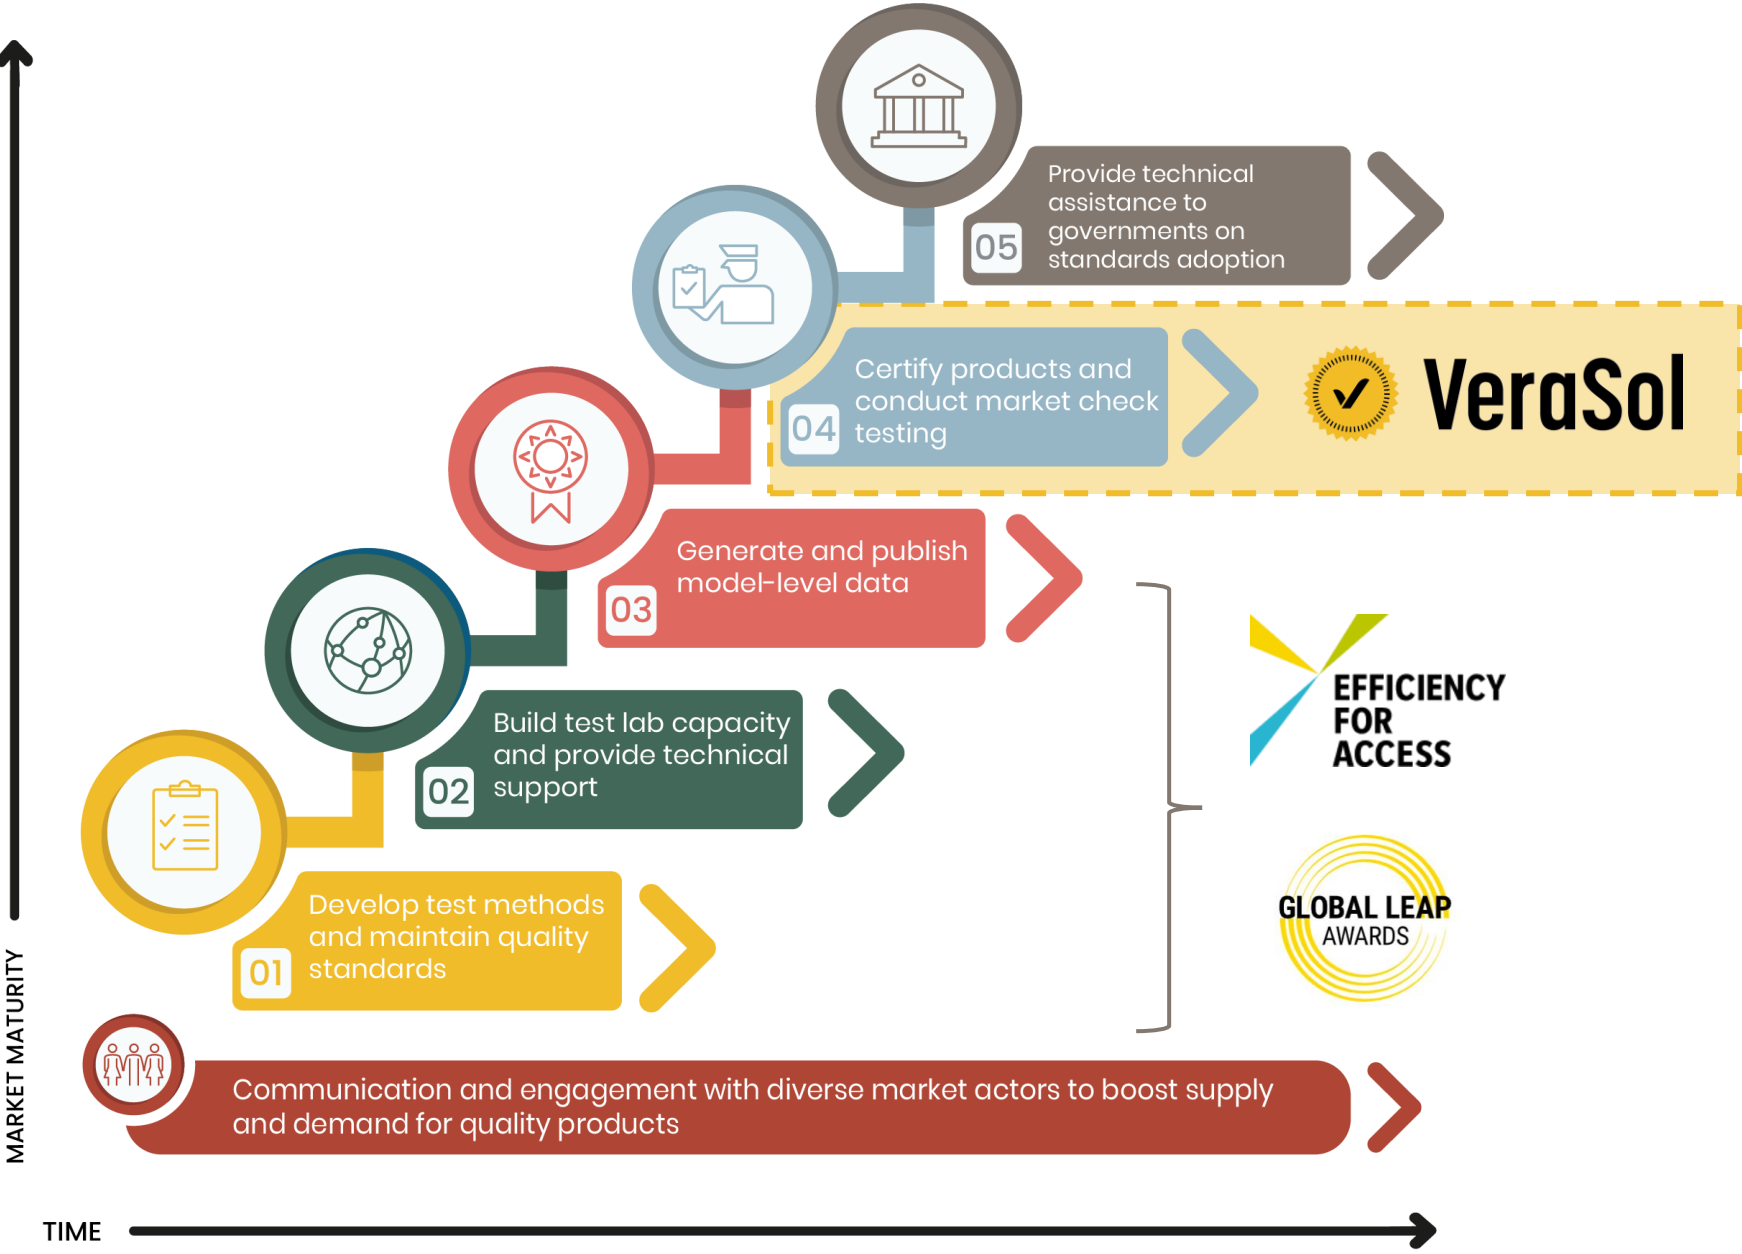 Provide technical
assistance to
governments on
standards adoption
05
Certify products and
conduct market check
testing
04
VeraSol
Generate and publish
model-level data
03
Build test lab capacity
and provide technical
support
02
EFFICIENCY
FOR
ACCESS
Develop test methods
and maintain quality
standards
01
GLOBAL LEAP
AWARDS
Communication and engagement with diverse market actors to boost supply
and demand for quality products
MARKET MATURITY
TIME